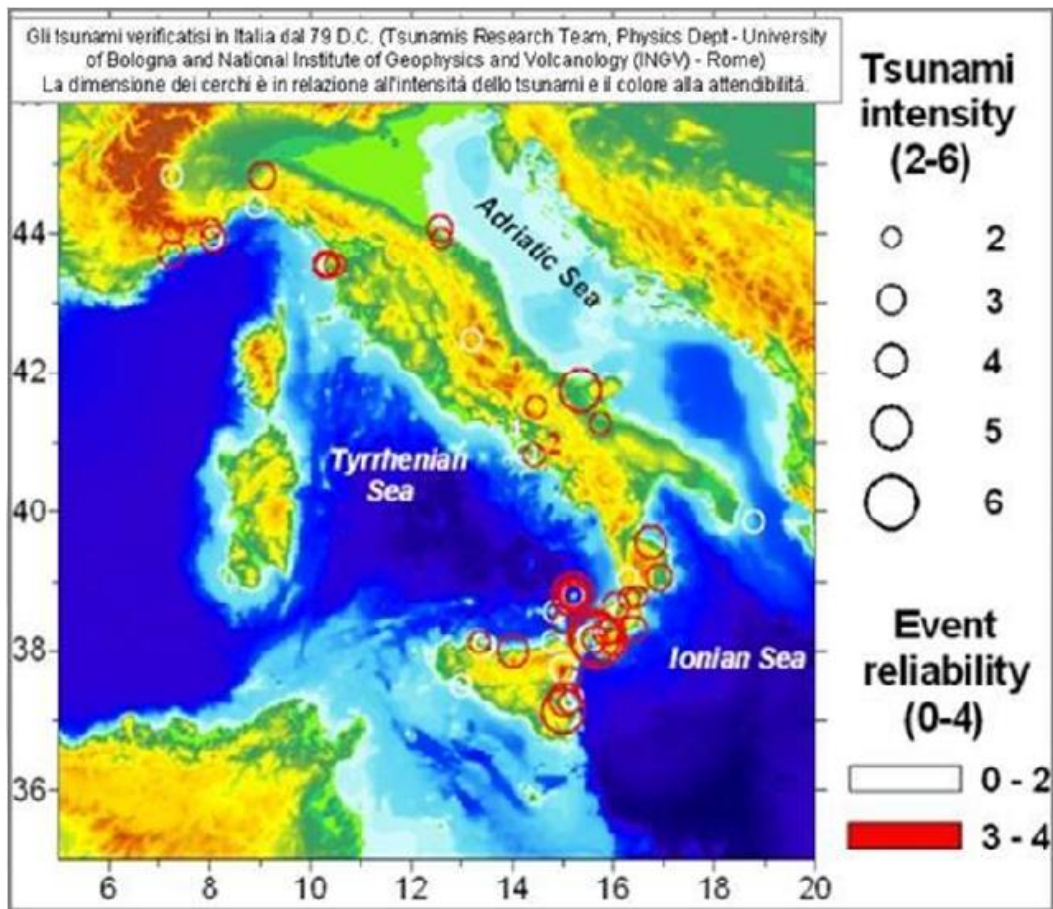 Gli tsunami verificatisi in Italia dal 79 D.C. (Tsunamis Research Team, Physics Dept - University
of Bologna and National Institute of Geophysics and Volcanology (INGV) - Rome)
La dimensione dei cerchi è in relazione all'intensità dello tsunami e il colore alla attendibilità.
Tsunami
intensity
(2-6)
2
3
4
5
6
Event
reliability
(0-4)
0 - 2
3 - 4
Adriatic Sea
Tyrrhenian
Sea
Ionian Sea
44
42
40
38
36
6
8
10
12
14
16
18
20